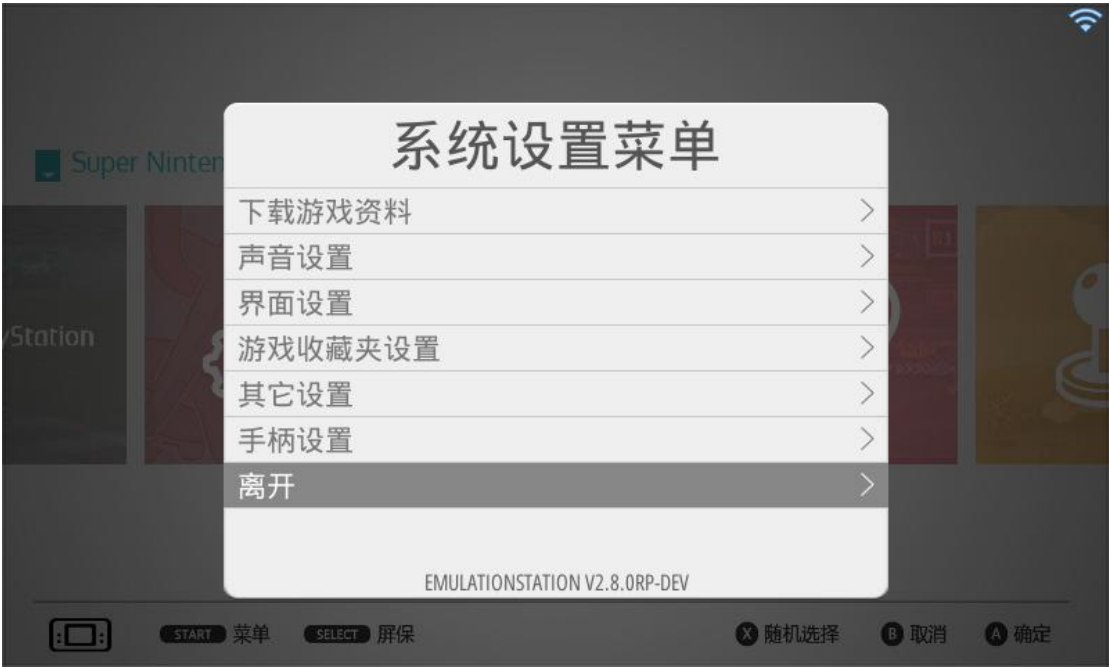 系统设置菜单
Super Ninten
下载游戏资料
声音设置
界面设置
yStation
游戏收藏夹设置
其它设置
手柄设置
离开
EMULATIONSTATION V2.8.0RP-DEV
START 菜单 SELECT 屏保 X 随机选择 B 取消 A 确定